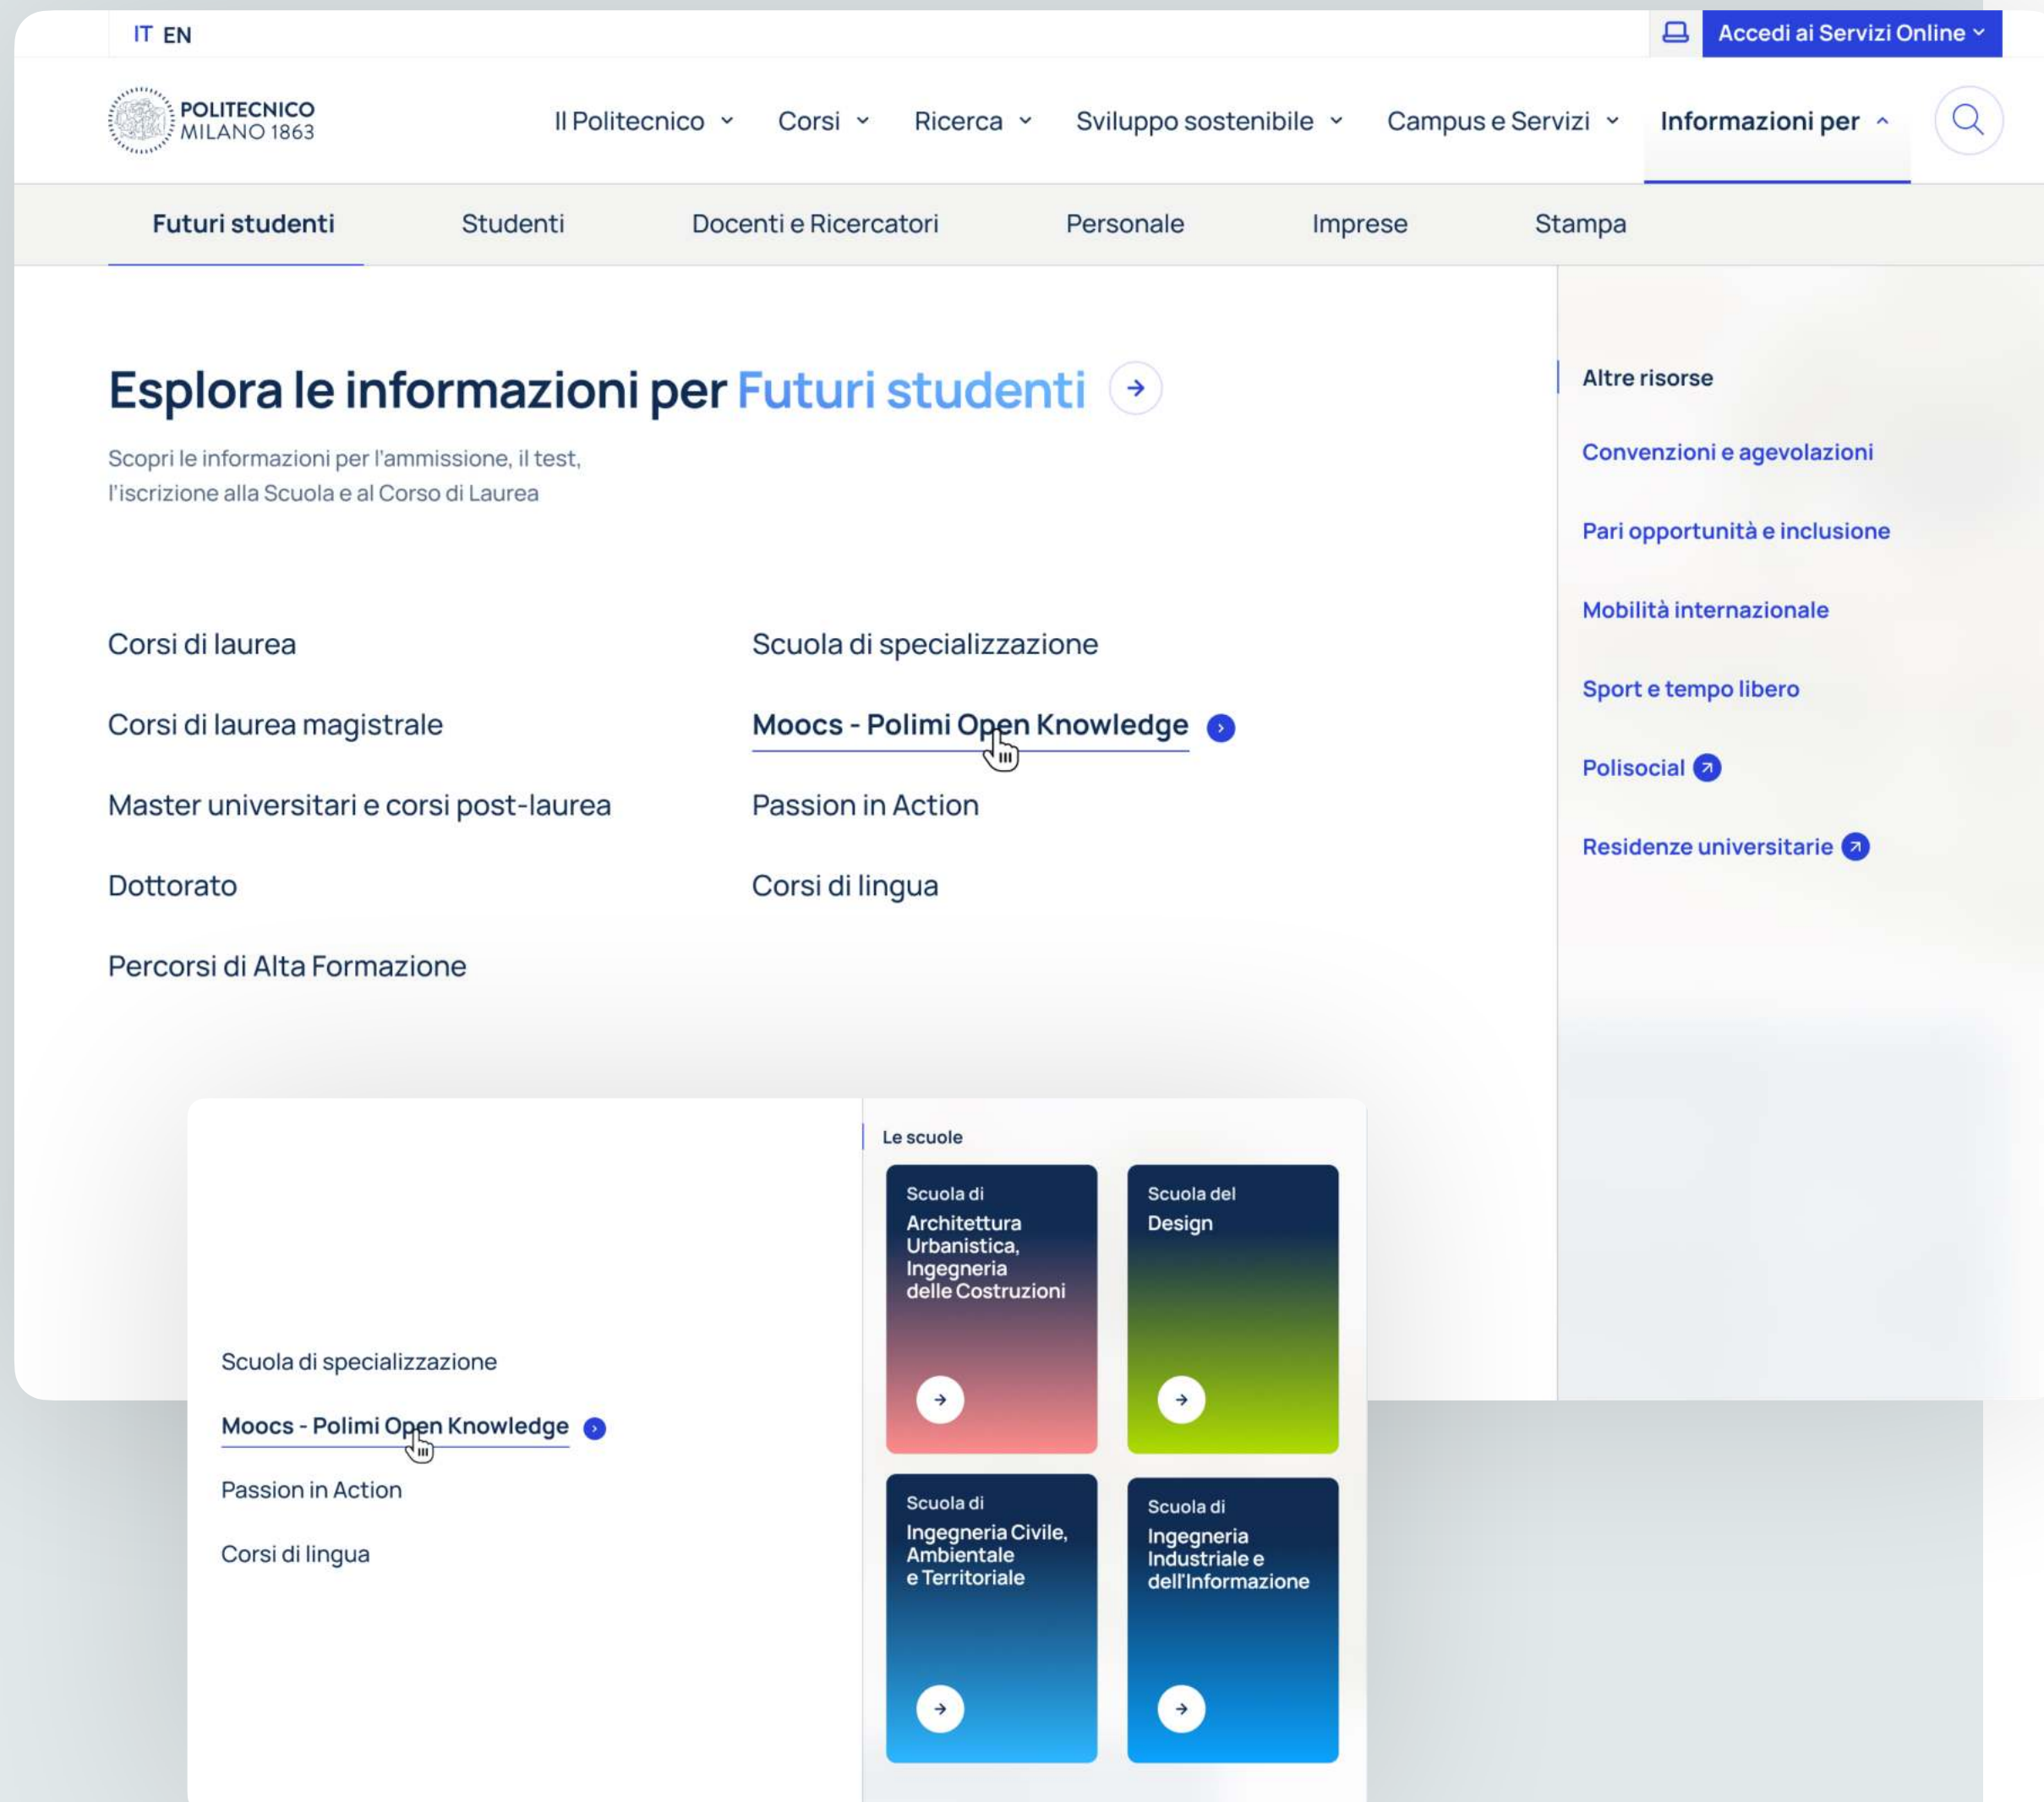 IT EN
Accedi ai Servizi Online
POLITECNICO
MILANO 1863
Il Politecnico
Corsi
Ricerca
Sviluppo sostenibile
Campus e Servizi
Informazioni per
Futuri studenti
Studenti
Docenti e Ricercatori
Personale
Imprese
Stampa
Esplora le informazioni per Futuri studenti
Scopri le informazioni per l'ammissione, il test,
l'iscrizione alla Scuola e al Corso di Laurea
Corsi di laurea
Corsi di laurea magistrale
Master universitari e corsi post-laurea
Dottorato
Percorsi di Alta Formazione
Scuola di specializzazione
Moocs - Polimi Open Knowledge
Passion in Action
Corsi di lingua
Altre risorse
Convenzioni e agevolazioni
Pari opportunità e inclusione
Mobilità internazionale
Sport e tempo libero
Polisocial
Residenze universitarie
Scuola di specializzazione
Moocs - Polimi Open Knowledge
Passion in Action
Corsi di lingua
Le scuole
Scuola di
Architettura
Urbanistica,
Ingegneria
delle Costruzioni
Scuola del
Design
Scuola di
Ingegneria Civile,
Ambientale
e Territoriale
Scuola di
Ingegneria
Industriale e
dell'Informazione